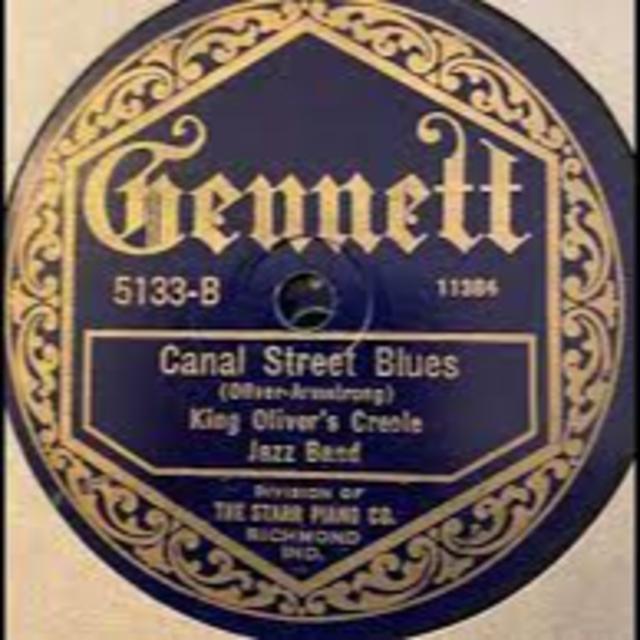 Gennett
5133-B 11384
Canal Street Blues
(Oliver-Armstrong)
King Oliver's Creole
Jazz Band
DIVISION OF
THE STARR PIANO CO.
RICHMOND
IND.